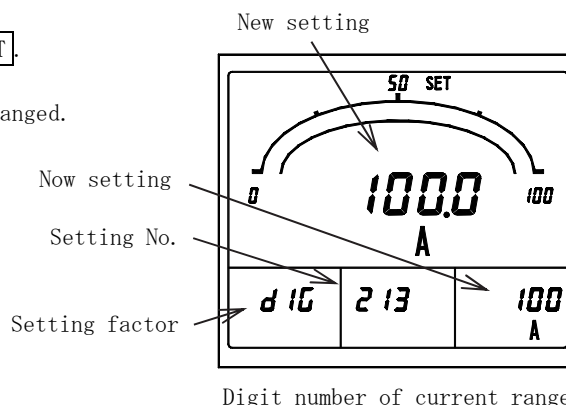 New setting
T.
anged.
50 SET
Now setting
0
100.0
100
A
Setting No.
Setting factor
dIG
213
100
A
Digit number of current range